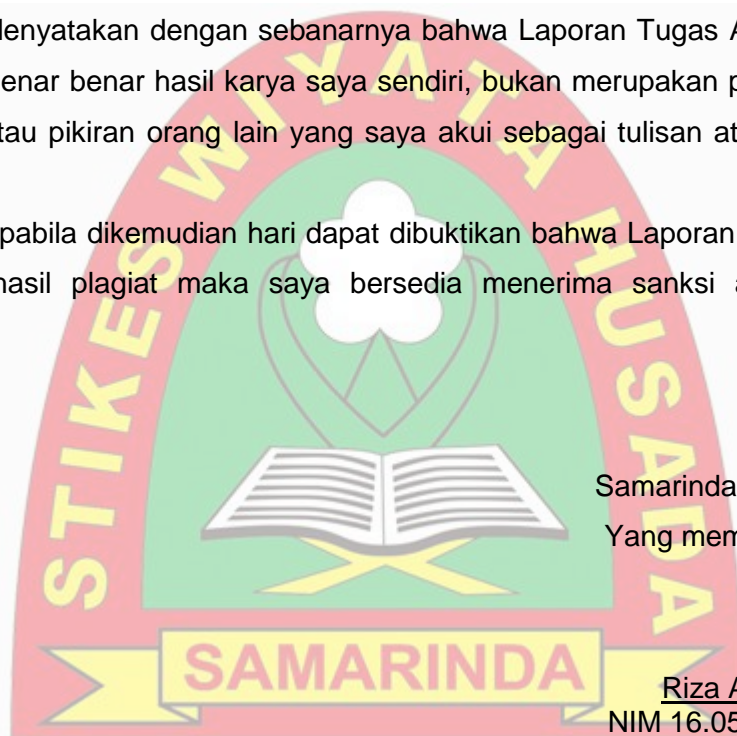 enyatakan dengan sebanarnya bahwa Laporan Tugas A
enar benar hasil karya saya sendiri, bukan merupakan p
tau pikiran orang lain yang saya akui sebagai tulisan at
pabila dikemudian hari dapat dibuktikan bahwa Laporan
hasil plagiat maka saya bersedia menerima sanksi a
Samarinda
Yang mem
Riza A
NIM 16.05
STIKES WIYATA HUSADA
SAMARINDA